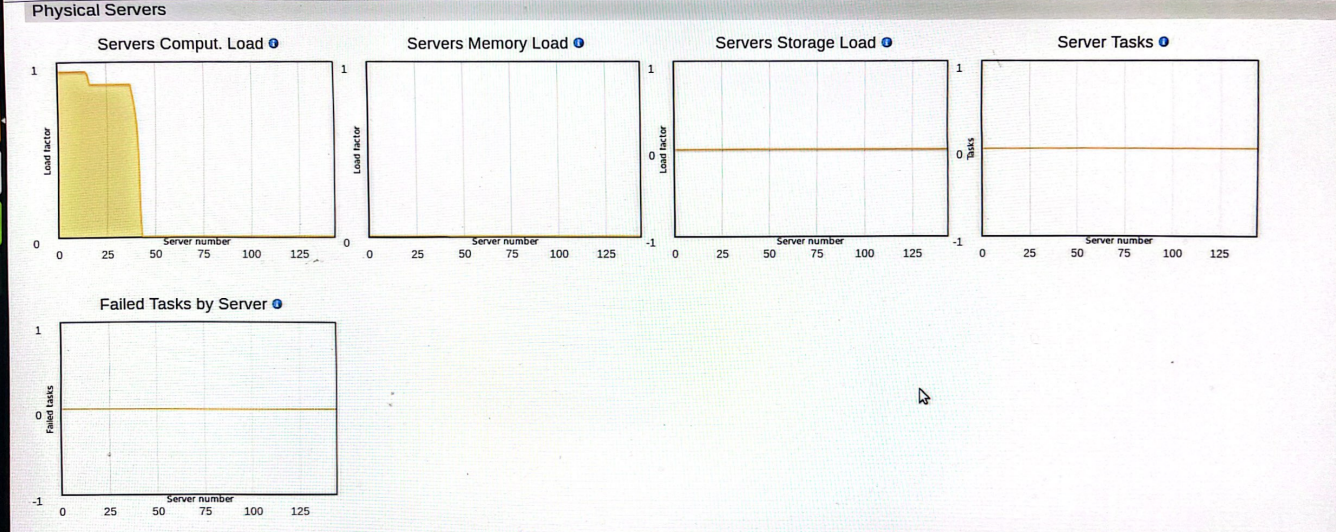 Physical Servers
Servers Comput. Load
1
Load factor
0
Server number
0 25 50 75 100 125
Servers Memory Load
1
Load factor
0
Server number
0 25 50 75 100 125
Servers Storage Load
1
0
Load factor
-1
Server number
0 25 50 75 100 125
Server Tasks
1
0
Tasks
-1
Server number
0 25 50 75 100 125
Failed Tasks by Server
1
0
Failed tasks
-1
Server number
0 25 50 75 100 125